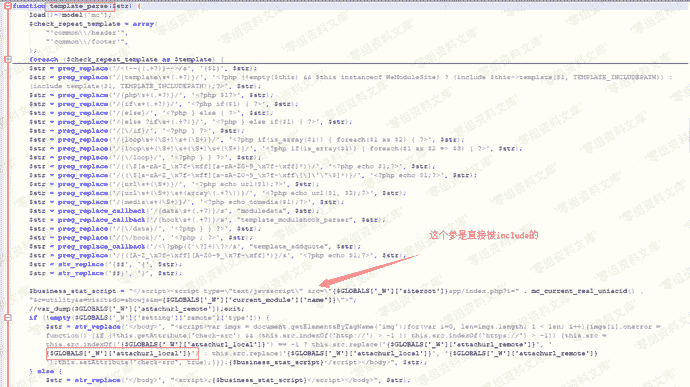 function template_parse($str) {
load()->model('mc');
$check_repeat_template = array(
"'common\\/header'",
"'common\\/footer'",
);
foreach ($check_repeat_template as $template) {
$str = preg_replace('/<!--{(.+?)}-->/s', '{$1}', $str);
$str = preg_replace('/{template\s+(.+?)}/', '<?php (!empty($this) && $this instanceof WeModuleSite) ? (include $this->template($1, TEMPLATE_INCLUDEPATH)) :
(include template($1, TEMPLATE_INCLUDEPATH));?>', $str);
$str = preg_replace('/{php\s+(.+?)}/', '<?php $1?>', $str);
$str = preg_replace('/{if\s+(.+?)}/', '<?php if($1) { ?>', $str);
$str = preg_replace('/{else}/', '<?php } else { ?>', $str);
$str = preg_replace('/{else ?if\s+(.+?)}/', '<?php } else if($1) { ?>', $str);
$str = preg_replace('/{\/if}/', '<?php } ?>', $str);
$str = preg_replace('/{loop\s+(\S+)\s+(\S+)}/', '<?php if(is_array($1)) { foreach($1 as $2) { ?>', $str);
$str = preg_replace('/{loop\s+(\S+)\s+(\S+)\s+(\S+)}/', '<?php if(is_array($1)) { foreach($1 as $2 => $3) { ?>', $str);
$str = preg_replace('/{\/loop}/', '<?php } } ?>', $str);
$str = preg_replace('/{(\$[a-zA-Z_\x7f-\xff][a-zA-Z0-9_\x7f-\xff]*)}/', '<?php echo $1;?>', $str);
$str = preg_replace('/{(\$[a-zA-Z_\x7f-\xff][a-zA-Z0-9_\x7f-\xff\[\]\'\"\$]*)}/', '<?php echo $1;?>', $str);
$str = preg_replace('/{url\s+(\S+)}/', '<?php echo url($1);?>', $str);
$str = preg_replace('/{url\s+(\S+)\s+(array\(.+?\))}/', '<?php echo url($1, $2);?>', $str);
$str = preg_replace('/{media\s+(\S+)}/', '<?php echo tomedia($1);?>', $str);
$str = preg_replace_callback('/{data\s+(.+?)}/s', "moduledata", $str);
$str = preg_replace_callback('/{hook\s+(.+?)}/s', "template_modulehook_parser", $str);
$str = preg_replace('/{\/data}/', '<?php } } ?>', $str);
$str = preg_replace('/{\/hook}/', '<?php ; ?>', $str);
$str = preg_replace_callback('/<\?php([^\?]+)\?>/s', "template_addquote", $str);
$str = preg_replace('/{([A-Z_\x7f-\xff][A-Z0-9_\x7f-\xff]*)}/s', '<?php echo $1;?>', $str);
$str = str_replace('{##', '{', $str);
$str = str_replace('##}', '}', $str);
这个参是直接被include的
$business_stat_script = "</script><script type=\"text/javascript\" src=\"{$GLOBALS['_W']['siteroot']}app/index.php?i=" . mc_current_real_uniacid() .
"&c=utility&a=visit&do=showjs&m={$GLOBALS['_W']['current_module']['name']}\">";
//var_dump($GLOBALS['_W']['attachurl_remote']);exit;
if (!empty($GLOBALS['_W']['setting']['remote']['type'])) {
$str = str_replace('</body>', "<script>var imgs = document.getElementsByTagName('img');for(var i=0, len=imgs.length; i < len; i++){imgs[i].onerror =
function() {if (!this.getAttribute('check-src') && (this.src.indexOf('http://') > -1 || this.src.indexOf('https://') > -1)) {this.src =
this.src.indexOf('{$GLOBALS['_W']['attachurl_local']}') == -1 ? this.src.replace('{$GLOBALS['_W']['attachurl_remote']}', '
{$GLOBALS['_W']['attachurl_local']}') : this.src.replace('{$GLOBALS['_W']['attachurl_local']}', '{$GLOBALS['_W']['attachurl_remote']}')
;this.setAttribute('check-src', true);}}};{$business_stat_script}</script></body>", $str);
} else {
$str = str_replace('</body>', "<script>;{$business_stat_script}</script></body>", $str);